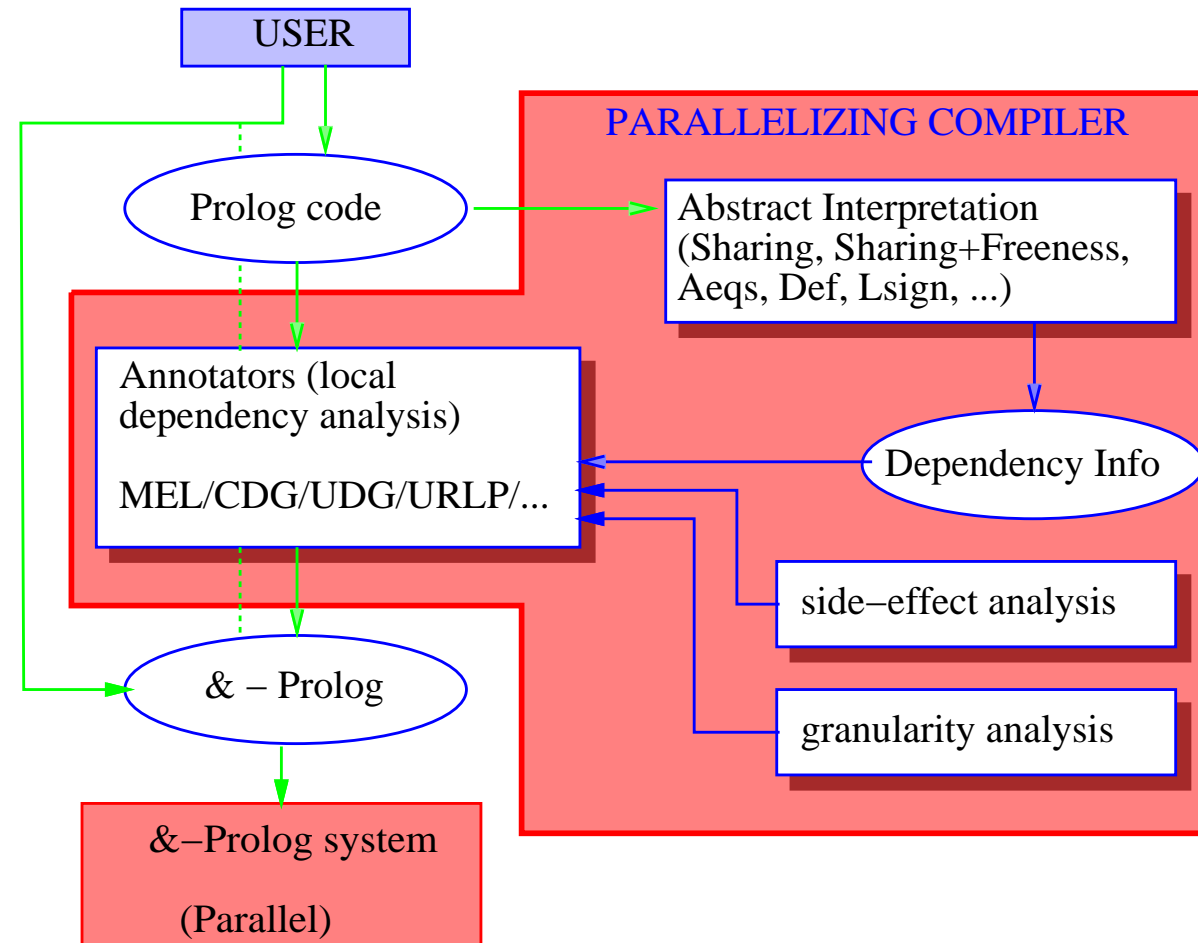 USER
PARALLELIZING COMPILER
Prolog code
Abstract Interpretation
(Sharing, Sharing+Freeness,
Aeqs, Def, Lsign, ...)
Annotators (local
dependency analysis)
MEL/CDG/UDG/URLP/...
Dependency Info
side−effect analysis
& − Prolog
granularity analysis
&−Prolog system
(Parallel)